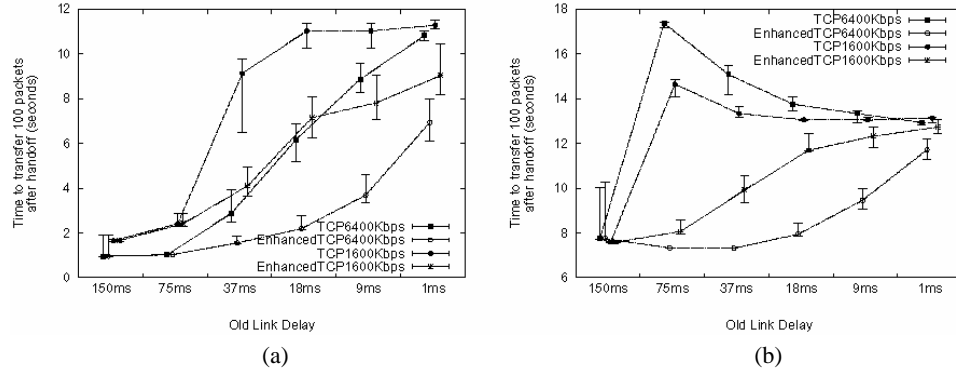 12
10
8
6
4
2
0
Time to transfer 100 packets
after handoff (seconds)
TCP6400Kbps
EnhancedTCP6400Kbps
TCP1600Kbps
EnhancedTCP1600Kbps
150ms 75ms 37ms 18ms 9ms 1ms
Old Link Delay
(a)
18
16
14
12
10
8
6
Time to transfer 100 packets
after handoff (seconds)
TCP6400Kbps
EnhancedTCP6400Kbps
TCP1600Kbps
EnhancedTCP1600Kbps
150ms 75ms 37ms 18ms 9ms 1ms
Old Link Delay
(b)